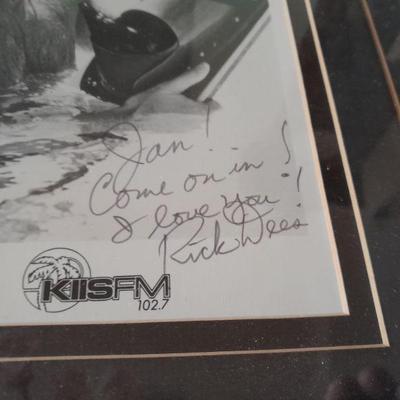 Jan!
Come on in!
I love you!
Rick Dees
KIISFM
102.7